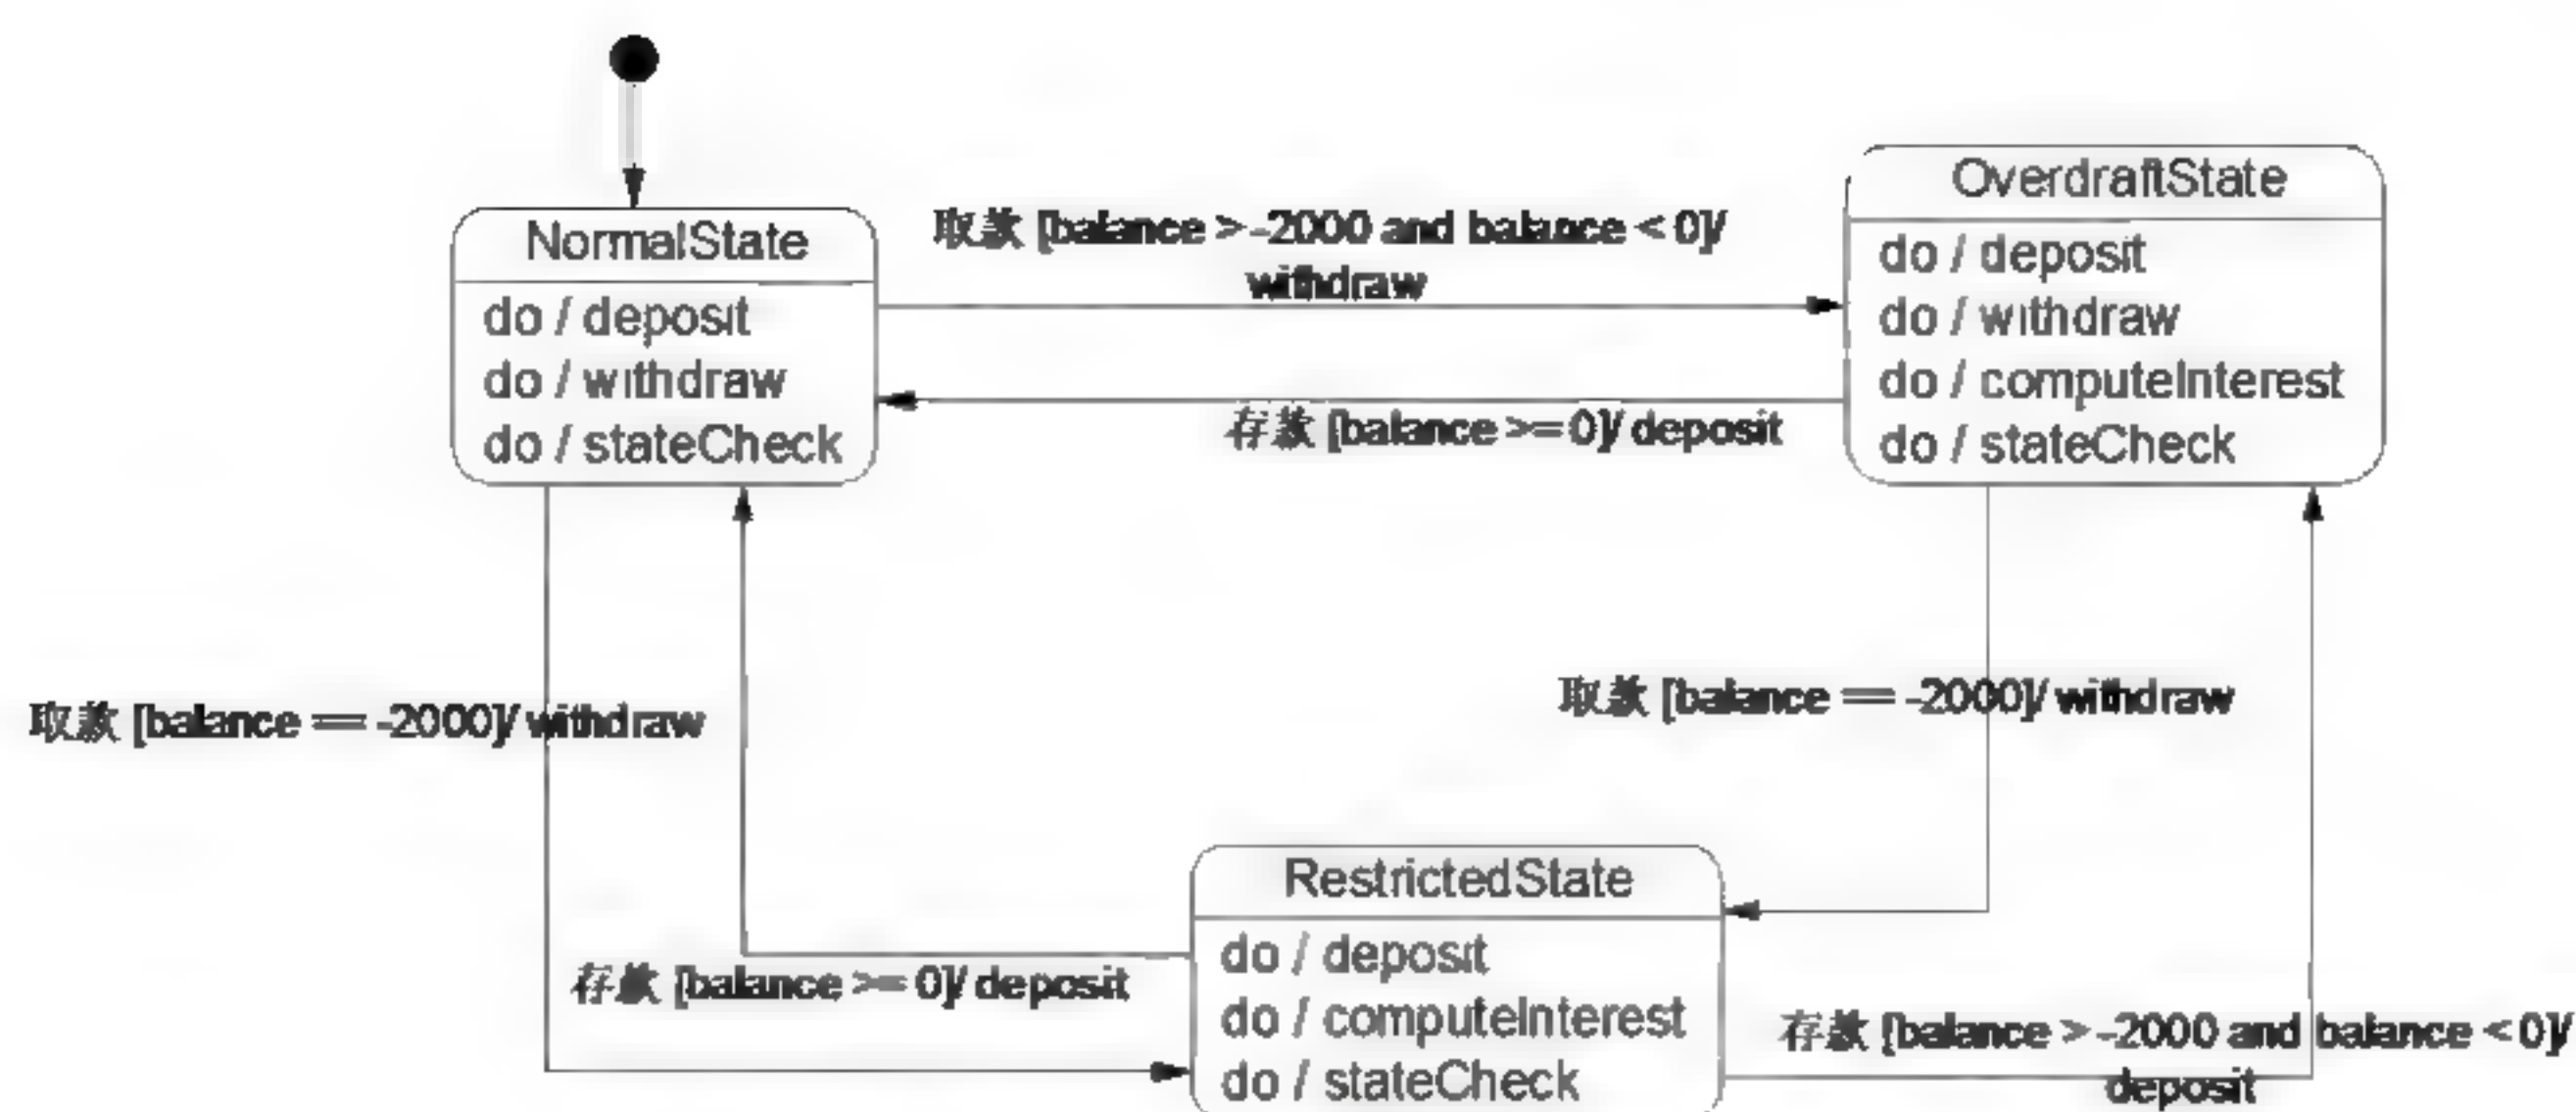 NormalState
do / deposit
do / withdraw
do / stateCheck
取款 [balance > -2000 and balance < 0]/
withdraw
存款 [balance >= 0]/ deposit
OverdraftState
do / deposit
do / withdraw
do / computeInterest
do / stateCheck
取款 [balance == -2000]/ withdraw
取款 [balance == -2000]/ withdraw
存款 [balance >= 0]/ deposit
RestrictedState
do / deposit
do / computeInterest
do / stateCheck
存款 [balance > -2000 and balance < 0]/
deposit